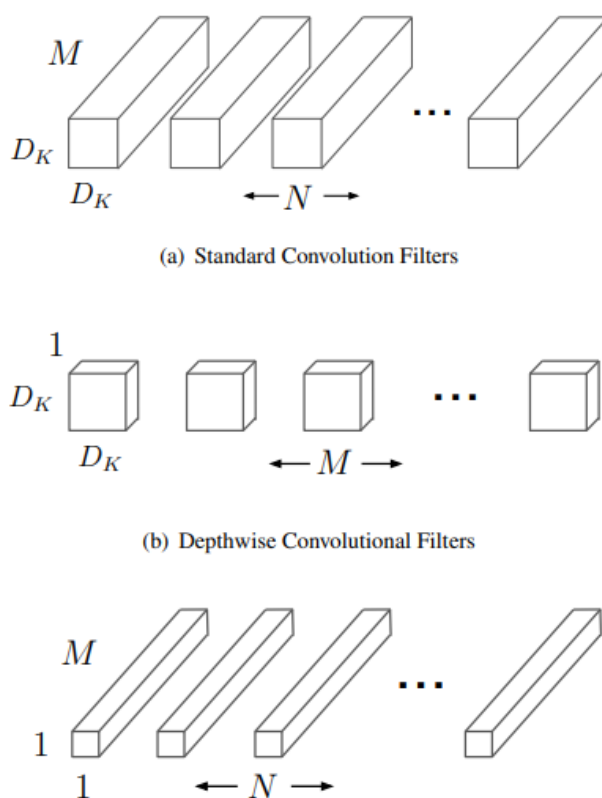 M
D_K
D_K
...
← N →
(a) Standard Convolution Filters
1
D_K
...
D_K
← M →
(b) Depthwise Convolutional Filters
M
...
1
1
← N →